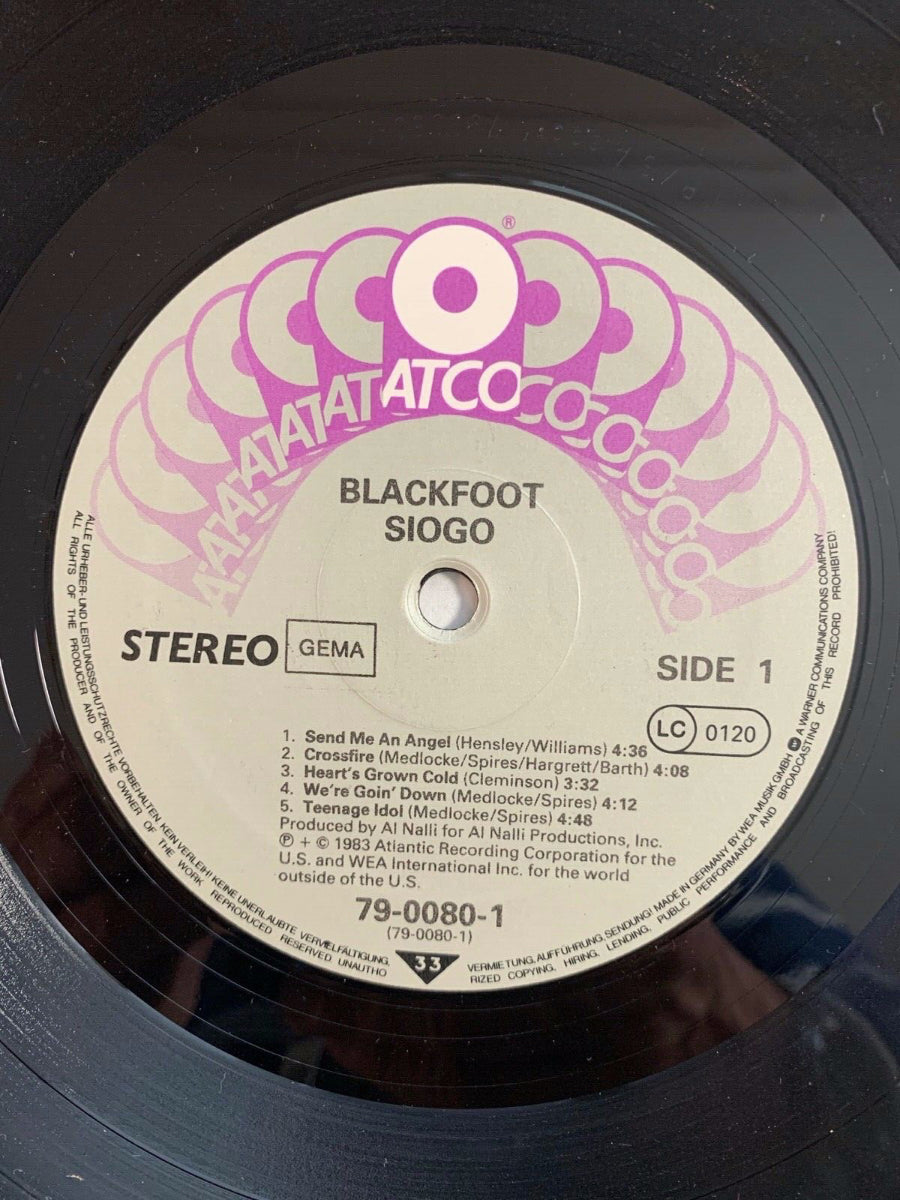 ®
ATCO
BLACKFOOT
SIOGO
STEREO
GEMA
SIDE 1
LC 0120
1. Send Me An Angel (Hensley/Williams) 4:36
2. Crossfire (Medlocke/Spires/Hargrett/Barth) 4:08
3. Heart's Grown Cold (Cleminson) 3:32
4. We're Goin' Down (Medlocke/Spires) 4:12
5. Teenage Idol (Medlocke/Spires) 4:48
Produced by Al Nalli for Al Nalli Productions, Inc.
℗ + © 1983 Atlantic Recording Corporation for the
U.S. and WEA International Inc. for the world
outside of the U.S.
79-0080-1
(79-0080-1)
33
ALLE URHEBER- UND LEISTUNGSSCHUTZRECHTE VORBEHALTEN KEIN VERLEIH! KEINE UNERLAUBTE VERVIELFÄLTIGUNG, VERMIETUNG, AUFFÜHRUNG, SENDUNG! MADE IN GERMANY BY WEA MUSIK GMBH A WARNER COMMUNICATIONS COMPANY
ALL RIGHTS OF THE PRODUCER AND OF THE OWNER OF THE WORK REPRODUCED RESERVED UNAUTHORIZED COPYING, HIRING, LENDING, PUBLIC PERFORMANCE AND BROADCASTING OF THIS RECORD PROHIBITED!